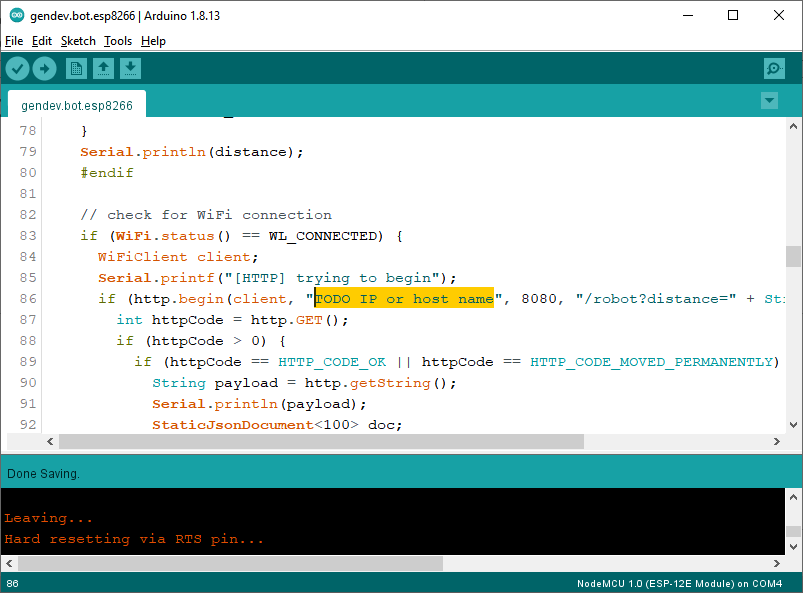 gendev.bot.esp8266 | Arduino 1.8.13
File Edit Sketch Tools Help
gendev.bot.esp8266
78 }
79 Serial.println(distance);
80 #endif
81
82 // check for WiFi connection
83 if (WiFi.status() == WL_CONNECTED) {
84 WiFiClient client;
85 Serial.printf("[HTTP] trying to begin");
86 if (http.begin(client, "TODO IP or host name", 8080, "/robot?distance=" + Str
87 int httpCode = http.GET();
88 if (httpCode > 0) {
89 if (httpCode == HTTP_CODE_OK || httpCode == HTTP_CODE_MOVED_PERMANENTLY)
90 String payload = http.getString();
91 Serial.println(payload);
92 StaticJsonDocument<100> doc;
Done Saving.
Leaving...
Hard resetting via RTS pin...
86 NodeMCU 1.0 (ESP-12E Module) on COM4